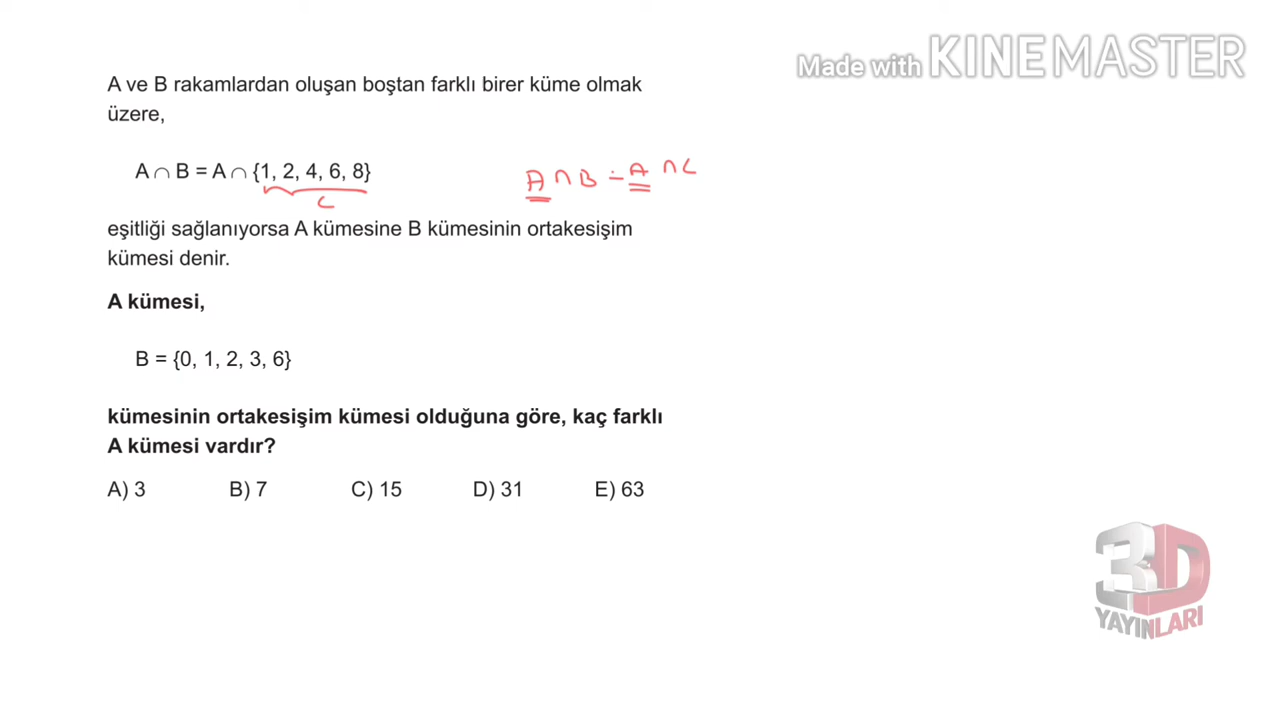 Made with KINEMASTER
A ve B rakamlardan oluşan boştan farklı birer küme olmak
üzere,
A ∩ B = A ∩ {1, 2, 4, 6, 8}
C
A ∩ B = A ∩ C
eşitliği sağlanıyorsa A kümesine B kümesinin ortakesişim
kümesi denir.
A kümesi,
B = {0, 1, 2, 3, 6}
kümesinin ortakesişim kümesi olduğuna göre, kaç farklı
A kümesi vardır?
A) 3 B) 7 C) 15 D) 31 E) 63
3D
YAYINLARI